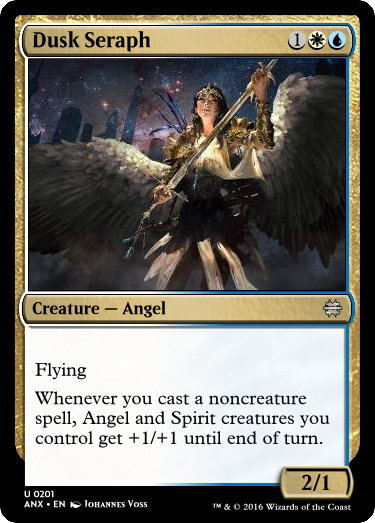 Dusk Seraph 1
Creature — Angel
Flying
Whenever you cast a noncreature
spell, Angel and Spirit creatures you
control get +1/+1 until end of turn.
2/1
U 0201
ANX • EN Johannes Voss
™ & © 2016 Wizards of the Coast